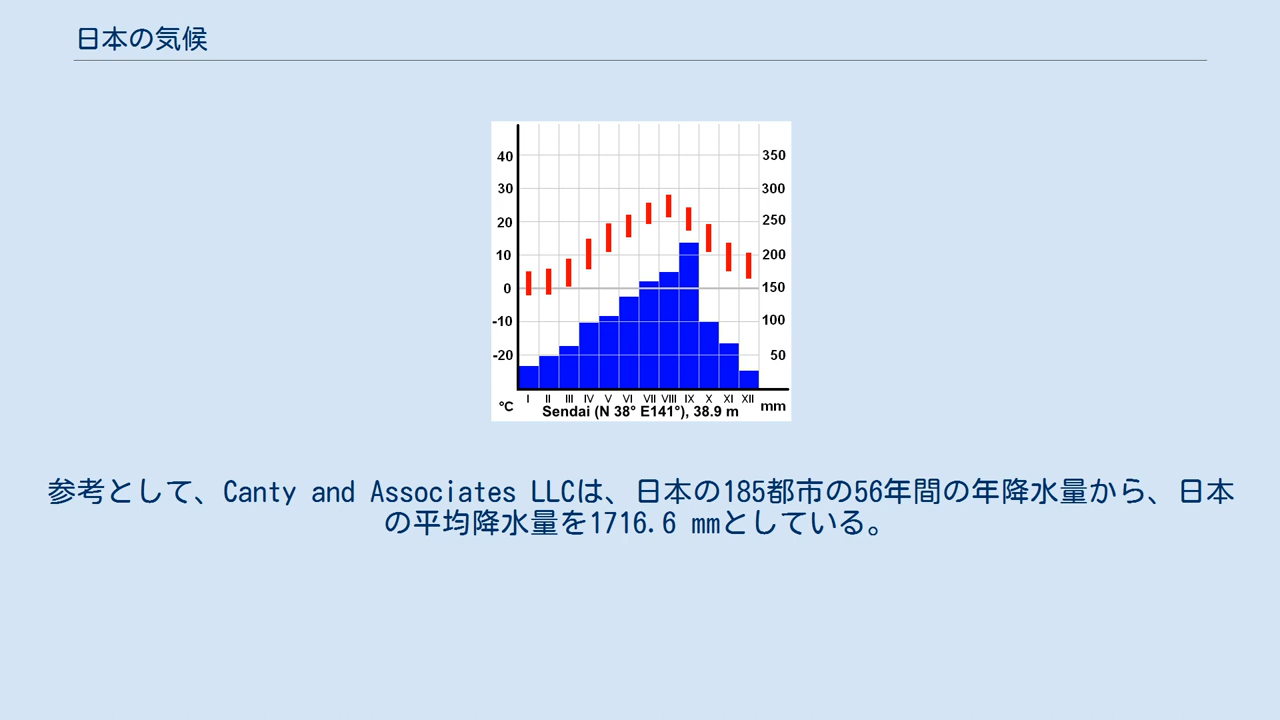 日本の気候
40 350
30 300
20 250
10 200
0 150
-10 100
-20 50
I II III IV V VI VII VIII IX X XI XII
°C Sendai (N 38° E141°), 38.9 m mm
参考として、Canty and Associates LLCは、日本の185都市の56年間の年降水量から、日本
の平均降水量を1716.6 mmとしている。